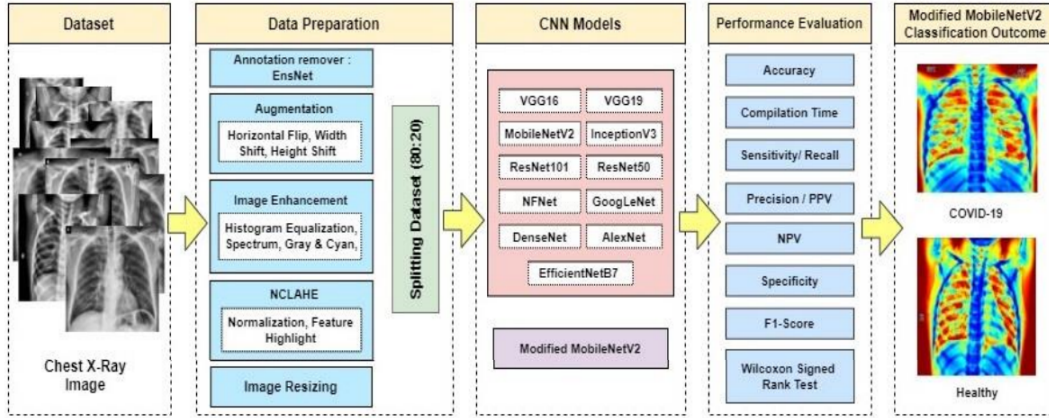 Dataset
Chest X-Ray
Image
Data Preparation
Annotation remover :
EnsNet
Augmentation
Horizontal Flip, Width
Shift, Height Shift
Image Enhancement
Histogram Equalization,
Spectrum, Gray & Cyan,
NCLAHE
Normalization, Feature
Highlight
Image Resizing
Splitting Dataset (80:20)
CNN Models
VGG16
VGG19
MobileNetV2
InceptionV3
ResNet101
ResNet50
NFNet
GoogLeNet
DenseNet
AlexNet
EfficientNetB7
Modified MobileNetV2
Performance Evaluation
Accuracy
Compilation Time
Sensitivity/ Recall
Precision / PPV
NPV
Specificity
F1-Score
Wilcoxon Signed
Rank Test
Modified MobileNetV2
Classification Outcome
COVID-19
Healthy